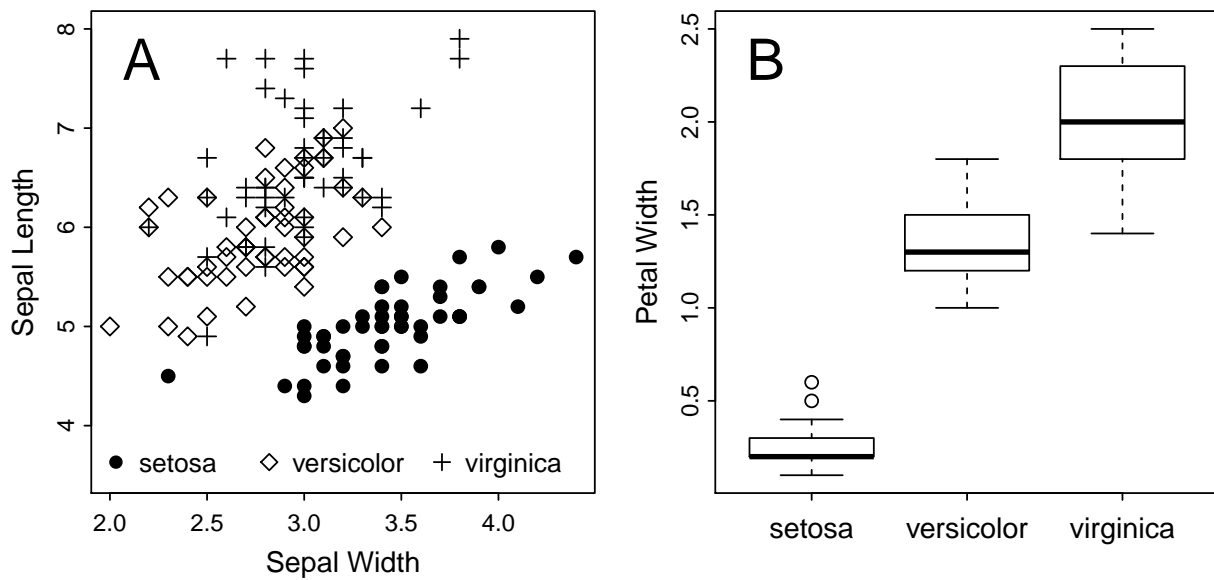 A
8
7
6
5
4
Sepal Length
setosa
versicolor
virginica
2.0
2.5
3.0
3.5
4.0
Sepal Width
B
2.5
2.0
1.5
1.0
0.5
Petal Width
setosa
versicolor
virginica